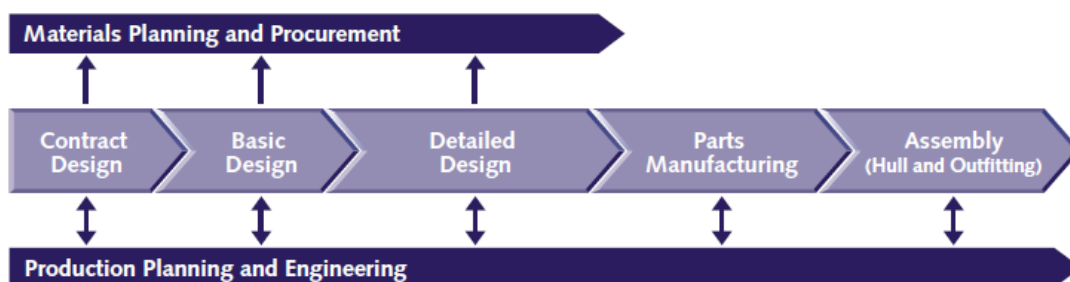 Materials Planning and Procurement
Contract
Design
Basic
Design
Detailed
Design
Parts
Manufacturing
Assembly
(Hull and Outfitting)
Production Planning and Engineering